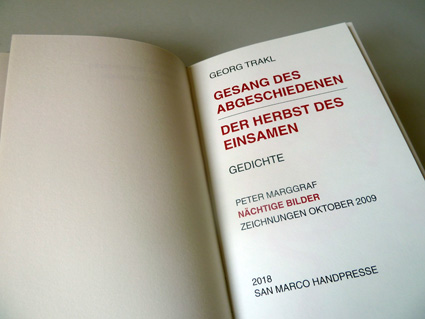 GEORG TRAKL
GESANG DES
ABGESCHIEDENEN
DER HERBST DES
EINSAMEN
GEDICHTE
PETER MARGGRAF
NÄCHTIGE BILDER
ZEICHNUNGEN OKTOBER 2009
2018
SAN MARCO HANDPRESSE